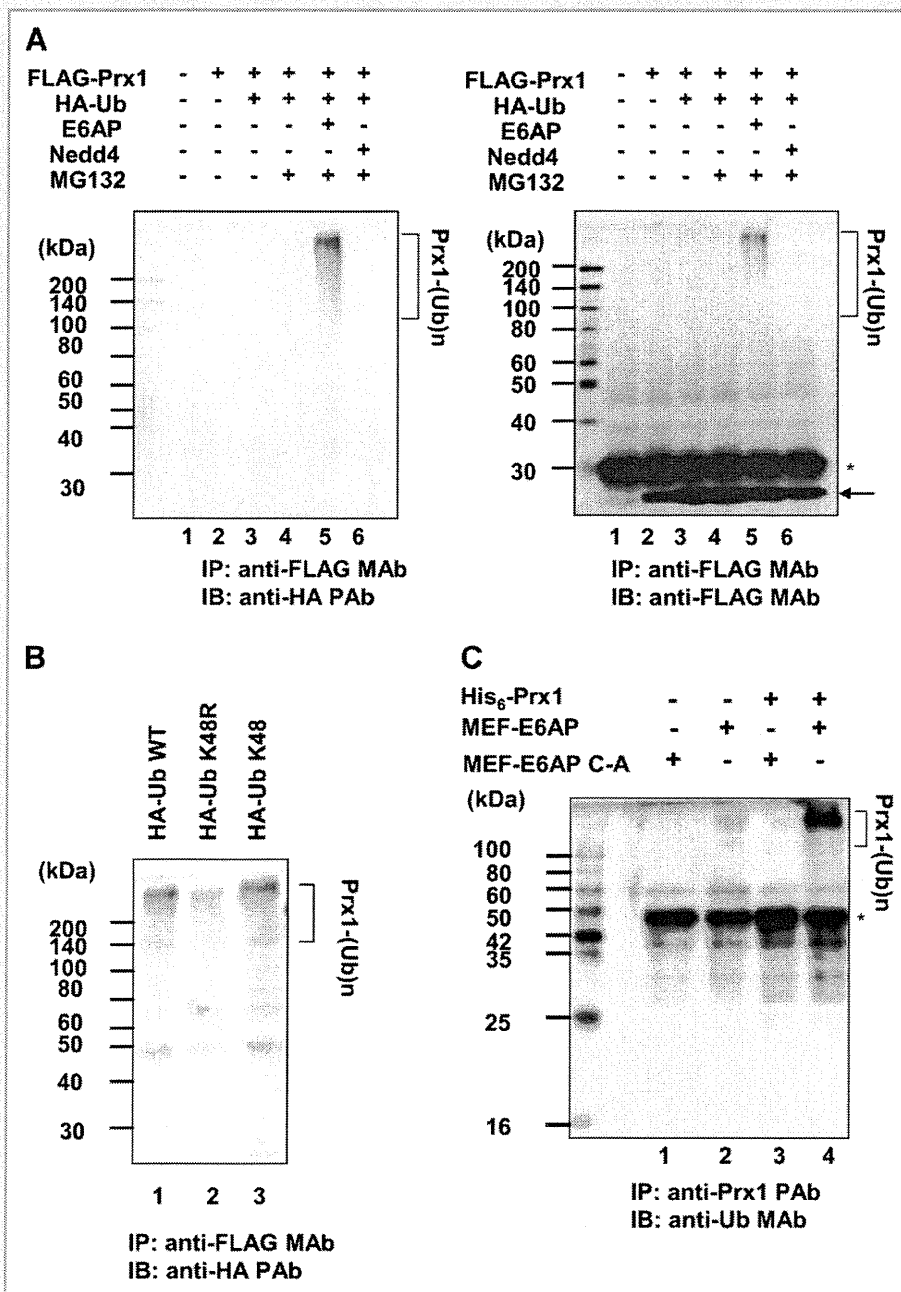 A
FLAG-Prx1 - + + + + +
HA-Ub - - + + + +
E6AP - - - - + -
Nedd4 - - - - - +
MG132 - - - + + +
(kDa)
200
140
100
80
60
50
40
30
Prx1-(Ub)n
1 2 3 4 5 6
IP: anti-FLAG MAb
IB: anti-HA PAb
FLAG-Prx1 - + + + + +
HA-Ub - - + + + +
E6AP - - - - + -
Nedd4 - - - - - +
MG132 - - - + + +
(kDa)
200
140
100
80
60
50
40
30
Prx1-(Ub)n
*
1 2 3 4 5 6
IP: anti-FLAG MAb
IB: anti-FLAG MAb
B
HA-Ub WT
HA-Ub K48R
HA-Ub K48
(kDa)
200
140
100
80
60
50
40
30
Prx1-(Ub)n
1 2 3
IP: anti-FLAG MAb
IB: anti-HA PAb
C
His6-Prx1 - - + +
MEF-E6AP - + - +
MEF-E6AP C-A + - + -
(kDa)
100
80
60
50
42
35
25
16
Prx1-(Ub)n
*
1 2 3 4
IP: anti-Prx1 PAb
IB: anti-Ub MAb